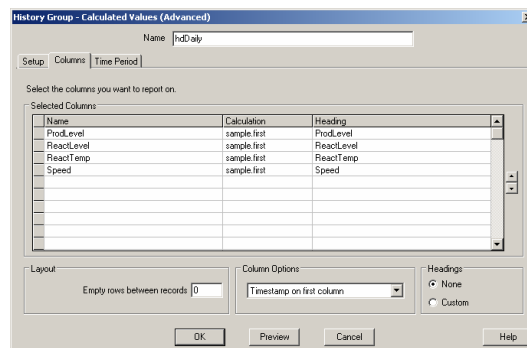 History Group - Calculated Values (Advanced)
Name hdDaily
Setup Columns Time Period
Select the columns you want to report on.
Selected Columns
Name Calculation Heading
ProdLevel sample.first ProdLevel
ReactLevel sample.first ReactLevel
ReactTemp sample.first ReactTemp
Speed sample.first Speed
Layout Column Options Headings
Empty rows between records 0 Timestamp on first column None
Custom
OK Preview Cancel Help